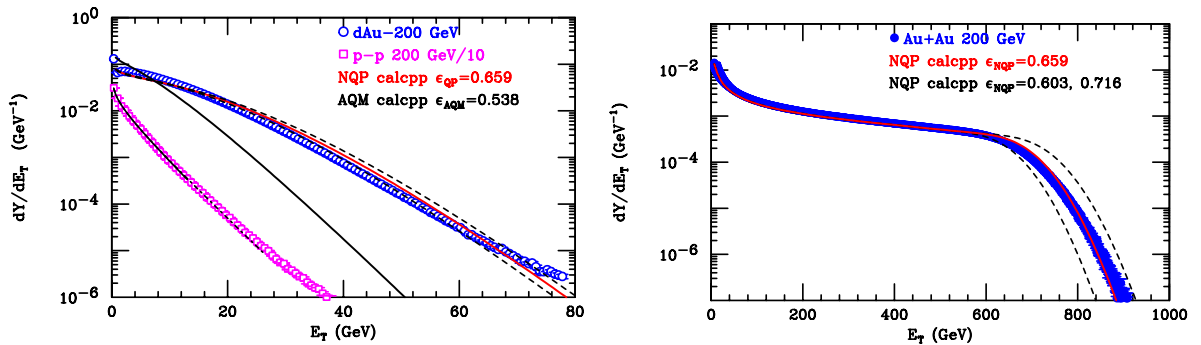 dAu−200 GeV
p−p 200 GeV/10
NQP calcpp ϵ_QP=0.659
AQM calcpp ϵ_AQM=0.538
dY/dE_T (GeV⁻¹)
10⁰
10⁻²
10⁻⁴
10⁻⁶
0 20 40 60 80
E_T (GeV)
Au+Au 200 GeV
NQP calcpp ϵ_NQP=0.659
NQP calcpp ϵ_NQP=0.603, 0.716
dY/dE_T (GeV⁻¹)
10⁻²
10⁻⁴
10⁻⁶
0 200 400 600 800 1000
E_T (GeV)